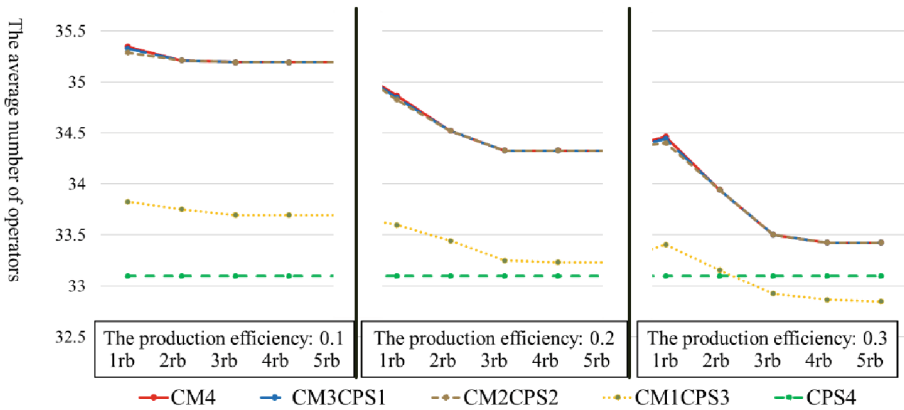 The average number of operators
35.5
35
34.5
34
33.5
33
32.5
The production efficiency: 0.1
1rb 2rb 3rb 4rb 5rb
The production efficiency: 0.2
1rb 2rb 3rb 4rb 5rb
The production efficiency: 0.3
1rb 2rb 3rb 4rb 5rb
CM4 CM3CPS1 CM2CPS2 CM1CPS3 CPS4